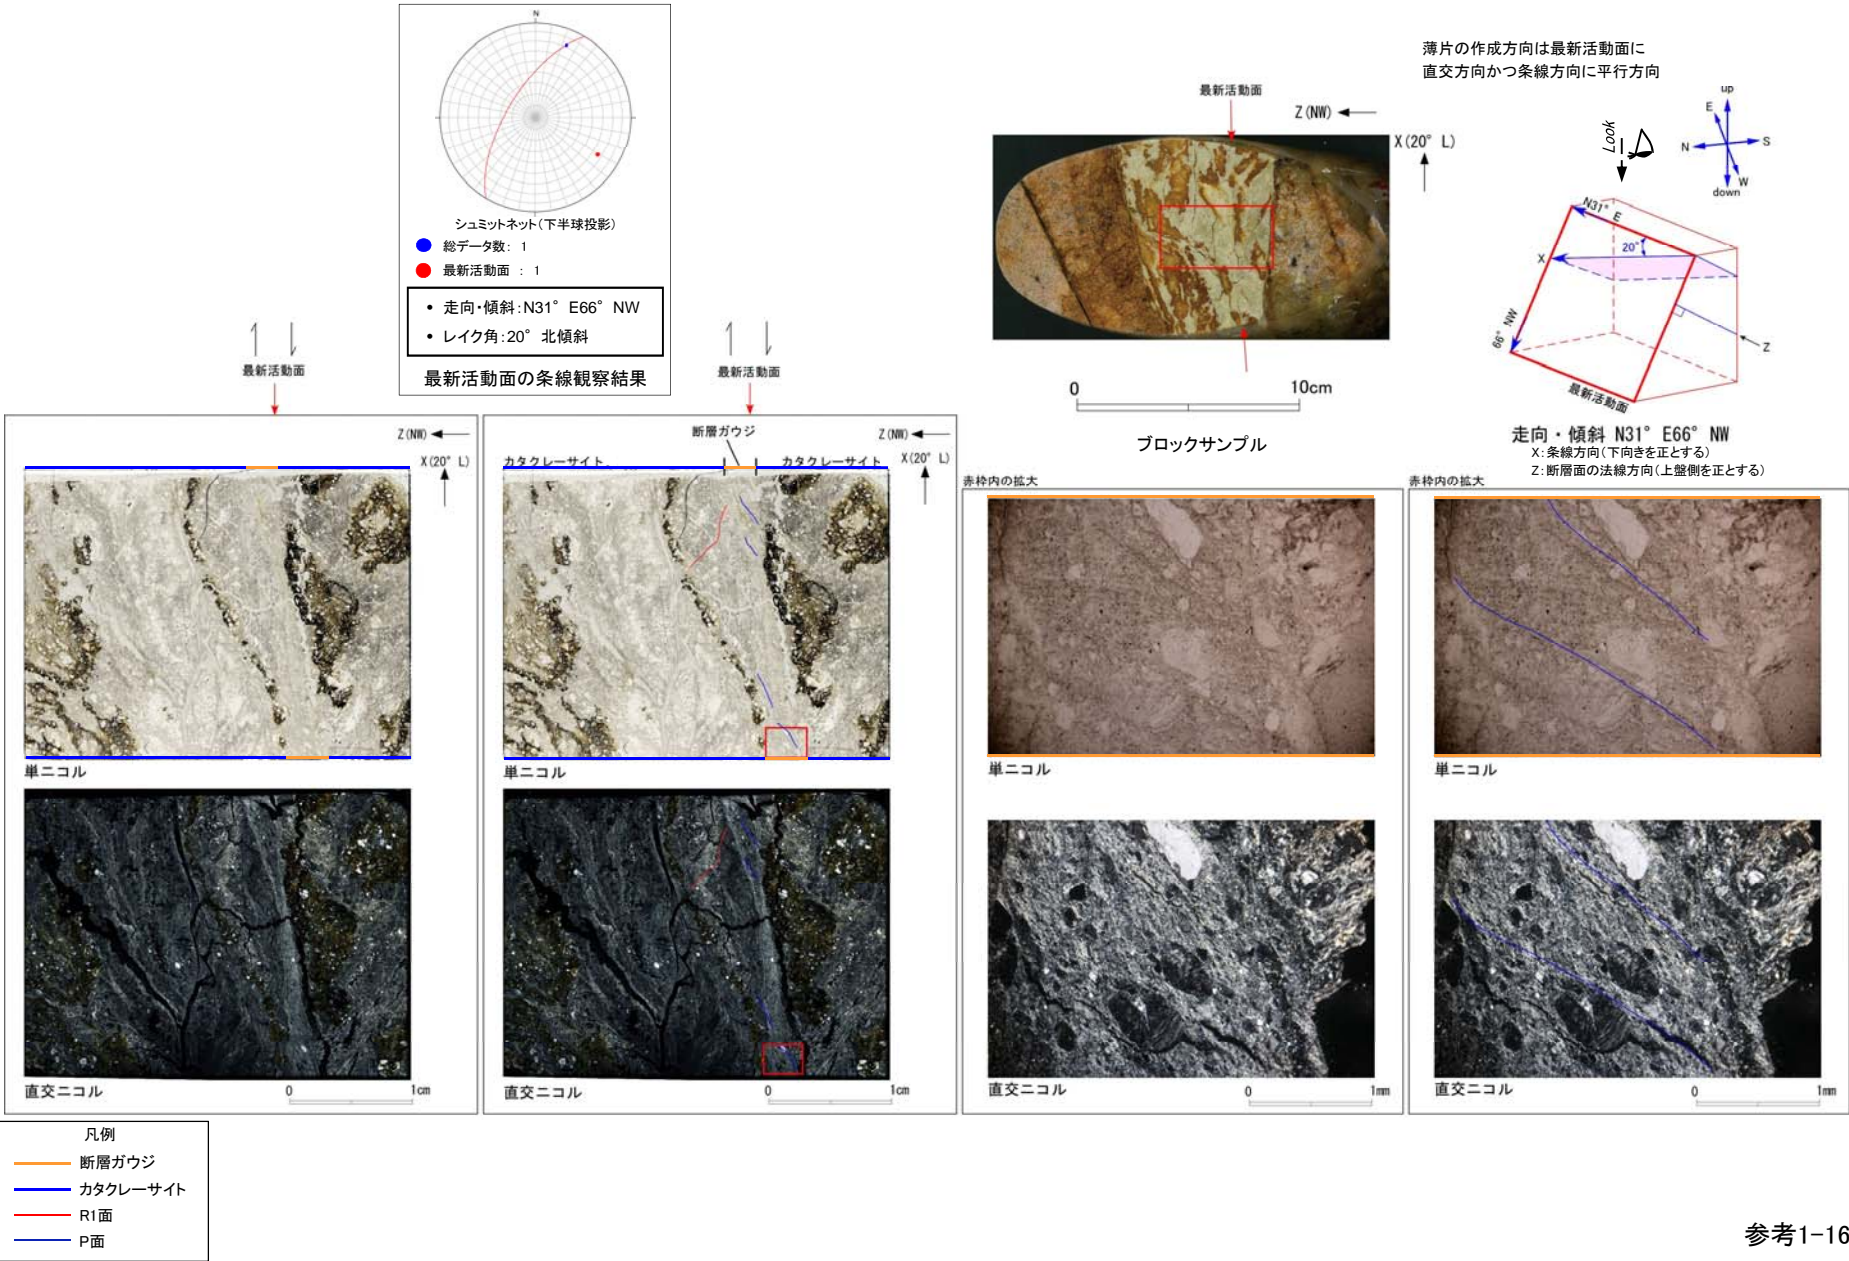 N
シュミットネット(下半球投影)
総データ数: 1
最新活動面 : 1
• 走向・傾斜:N31° E66° NW
• レイク角:20° 北傾斜
最新活動面の条線観察結果
薄片の作成方向は最新活動面に
直交方向かつ条線方向に平行方向
最新活動面
Z(NW)
X(20° L)
0 10cm
ブロックサンプル
Look
up
E
N
S
W
down
N31° E
20°
X
66° NW
Z
最新活動面
走向・傾斜 N31° E66° NW
X:条線方向(下向きを正とする)
Z:断層面の法線方向(上盤側を正とする)
最新活動面
Z(NW)
X(20° L)
単ニコル
直交ニコル
0 1cm
最新活動面
断層ガウジ
Z(NW)
カタクレーサイト
カタクレーサイト
X(20° L)
単ニコル
直交ニコル
0 1cm
赤枠内の拡大
単ニコル
直交ニコル
0 1mm
赤枠内の拡大
単ニコル
直交ニコル
0 1mm
凡例
断層ガウジ
カタクレーサイト
R1面
P面
参考1-16